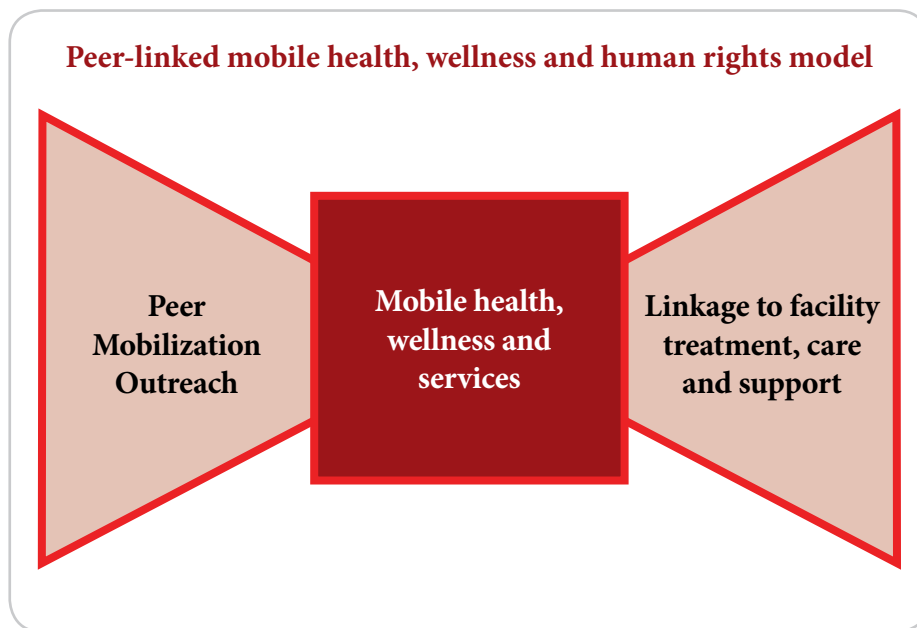 Peer-linked mobile health, wellness and human rights model
Peer
Mobilization
Outreach
Mobile health,
wellness and
services
Linkage to facility
treatment, care
and support